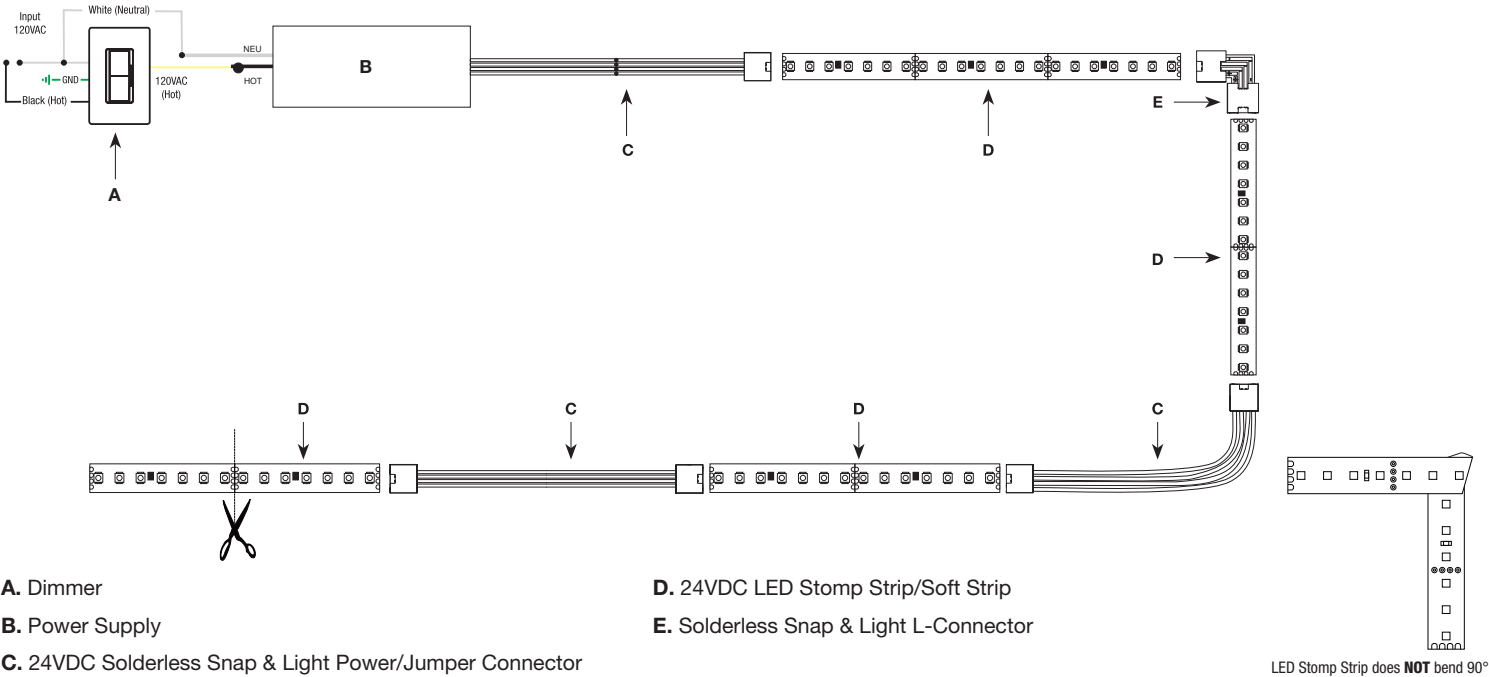 Input
120VAC
White (Neutral)
GND
Black (Hot)
120VAC
(Hot)
NEU
HOT
B
A
C
D
E
D
D
C
D
C
A. Dimmer
B. Power Supply
C. 24VDC Solderless Snap & Light Power/Jumper Connector
D. 24VDC LED Stomp Strip/Soft Strip
E. Solderless Snap & Light L-Connector
LED Stomp Strip does NOT bend 90°